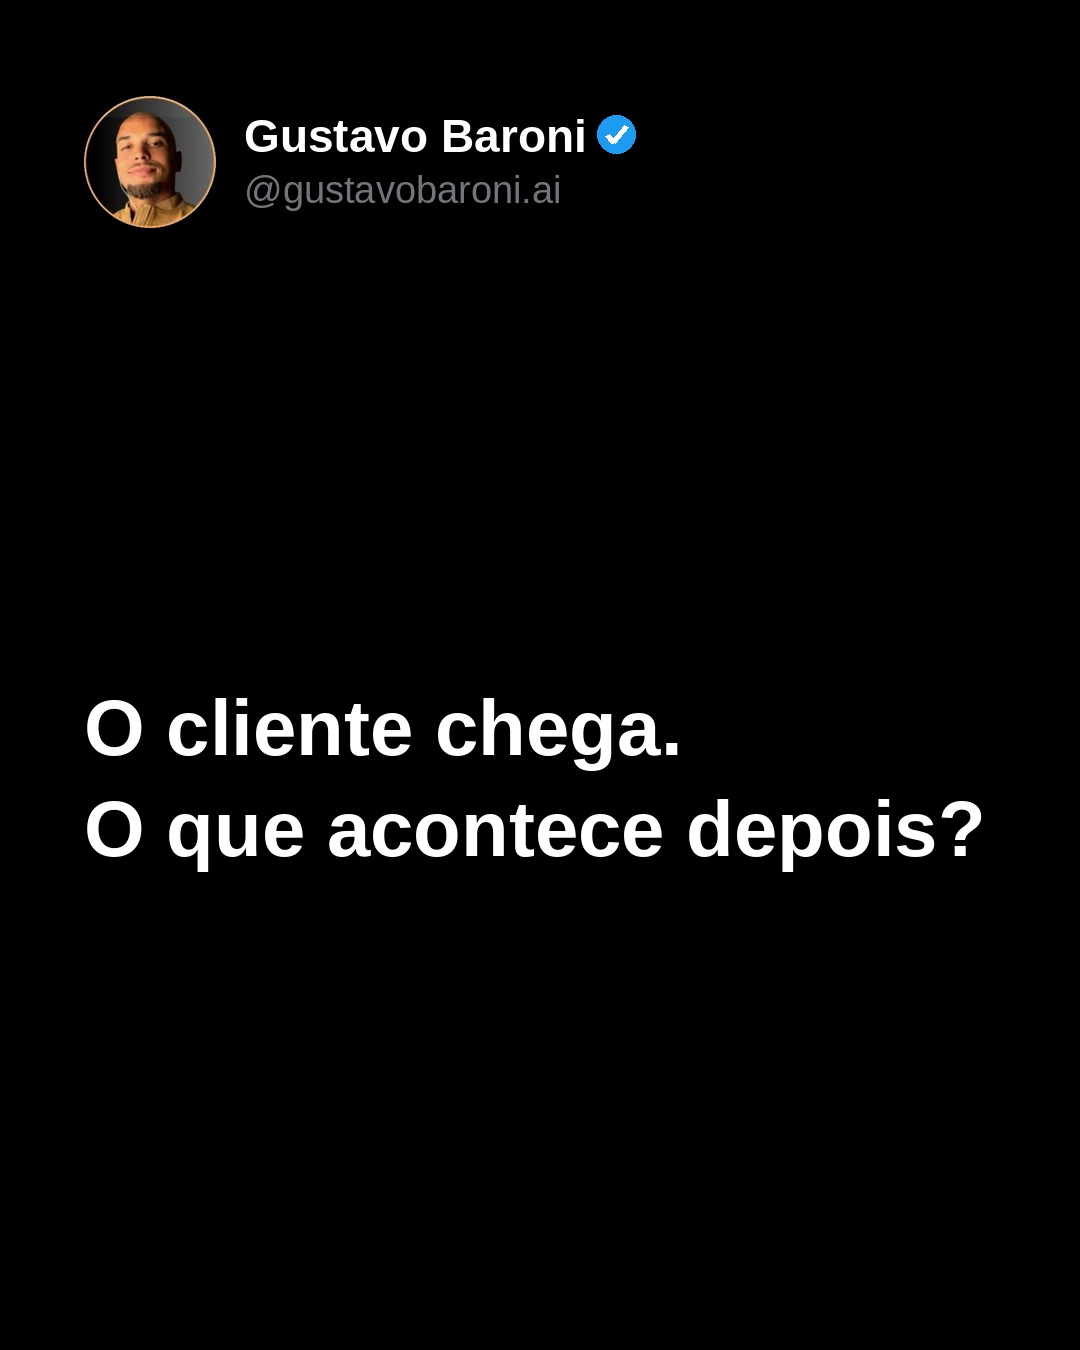 Gustavo Baroni
@gustavobaroni.ai
O cliente chega.
O que acontece depois?